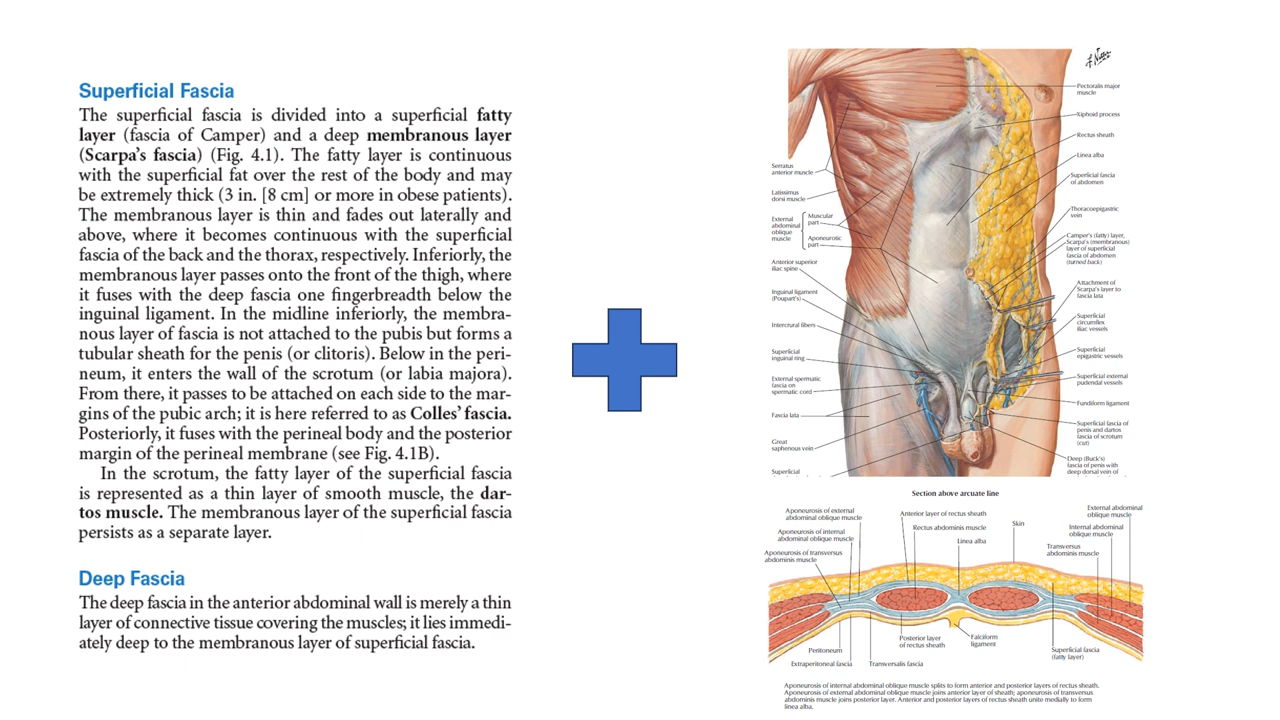 Superficial Fascia
The superficial fascia is divided into a superficial fatty
layer (fascia of Camper) and a deep membranous layer
(Scarpa's fascia) (Fig. 4.1). The fatty layer is continuous
with the superficial fat over the rest of the body and may
be extremely thick (3 in. [8 cm] or more in obese patients).
The membranous layer is thin and fades out laterally and
above, where it becomes continuous with the superficial
fascia of the back and the thorax, respectively. Inferiorly, the
membranous layer passes onto the front of the thigh, where
it fuses with the deep fascia one fingerbreadth below the
inguinal ligament. In the midline inferiorly, the membra-
nous layer of fascia is not attached to the pubis but forms a
tubular sheath for the penis (or clitoris). Below in the peri-
neum, it enters the wall of the scrotum (or labia majora).
From there, it passes to be attached on each side to the mar-
gins of the pubic arch; it is here referred to as Colles' fascia.
Posteriorly, it fuses with the perineal body and the posterior
margin of the perineal membrane (see Fig. 4.1B).
In the scrotum, the fatty layer of the superficial fascia
is represented as a thin layer of smooth muscle, the dar-
tos muscle. The membranous layer of the superficial fascia
persists as a separate layer.
Deep Fascia
The deep fascia in the anterior abdominal wall is merely a thin
layer of connective tissue covering the muscles; it lies immedi-
ately deep to the membranous layer of superficial fascia.
Serratus
anterior muscle
Latissimus
dorsi muscle
External
abdominal
oblique
muscle
Muscular
part
Aponeurotic
part
Anterior superior
iliac spine
Inguinal ligament
(Poupart's)
Intercrural fibers
Superficial
inguinal ring
External spermatic
fascia on
spermatic cord
Fascia lata
Great
saphenous vein
Superficial
Pectoralis major
muscle
Xiphoid process
Rectus sheath
Linea alba
Superficial fascia
of abdomen
Thoracoepigastric
vein
Camper's (fatty) layer,
Scarpa's (membranous)
layer of superficial
fascia of abdomen
(turned back)
Attachment of
Scarpa's layer to
fascia lata
Superficial
circumflex
iliac vessels
Superficial
epigastric vessels
Superficial external
pudendal vessels
Fundiform ligament
Superficial fascia of
penis and dartos
fascia of scrotum
(cut)
Deep (Buck's)
fascia of penis with
deep dorsal vein of
Section above arcuate line
Aponeurosis of external
abdominal oblique muscle
Aponeurosis of internal
abdominal oblique muscle
Aponeurosis of transversus
abdominis muscle
Anterior layer of rectus sheath
Rectus abdominis muscle
Linea alba
Skin
External abdominal
oblique muscle
Internal abdominal
oblique muscle
Transversus
abdominis muscle
Peritoneum
Extraperitoneal fascia
Transversalis fascia
Posterior layer
of rectus sheath
Falciform
ligament
Superficial fascia
(fatty layer)
Aponeurosis of internal abdominal oblique muscle splits to form anterior and posterior layers of rectus sheath.
Aponeurosis of external abdominal oblique muscle joins anterior layer of sheath; aponeurosis of transversus
abdominis muscle joins posterior layer. Anterior and posterior layers of rectus sheath unite medially to form
linea alba.